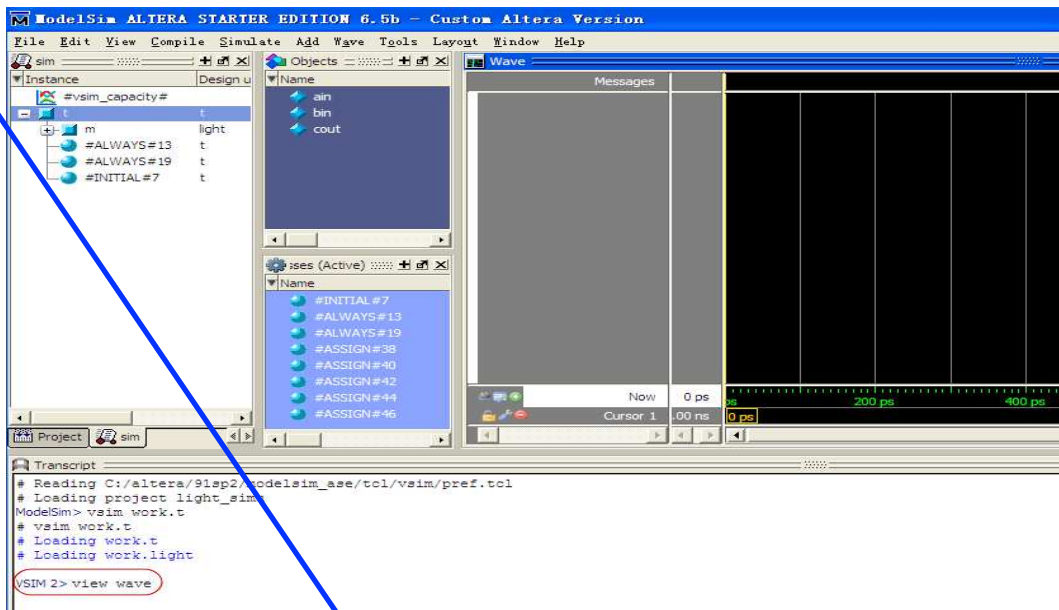 ModelSim ALTERA STARTER EDITION 6.5b - Custom Altera Version
File Edit View Compile Simulate Add Wave Tools Layout Window Help
sim
Instance Design u
#vsim_capacity#
t t
m light
#ALWAYS#13 t
#ALWAYS#19 t
#INITIAL#7 t
Project sim
Objects
Name
ain
bin
cout
ses (Active)
Name
#INITIAL#7
#ALWAYS#13
#ALWAYS#19
#ASSIGN#38
#ASSIGN#40
#ASSIGN#42
#ASSIGN#44
#ASSIGN#46
Wave
Messages
Now 0 ps
Cursor 1 .00 ns
ps 200 ps 400 ps
0 ps
Transcript
# Reading C:/altera/91sp2/modelsim_ase/tcl/vsim/pref.tcl
# Loading project light_sims
ModelSim> vsim work.t
# vsim work.t
# Loading work.t
# Loading work.light
VSIM 2> view wave